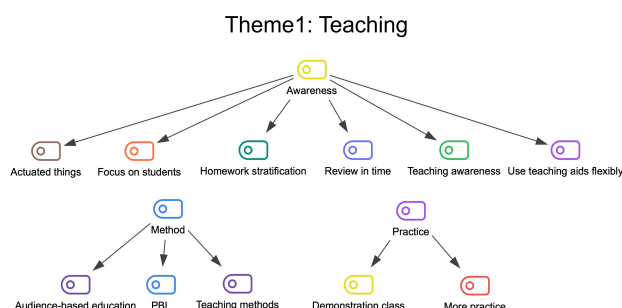 Theme1: Teaching
Awareness
Actuated things
Focus on students
Homework stratification
Review in time
Teaching awareness
Use teaching aids flexibly
Method
Practice
Audience-based education
PBL
Teaching methods
Demonstration class
More practice